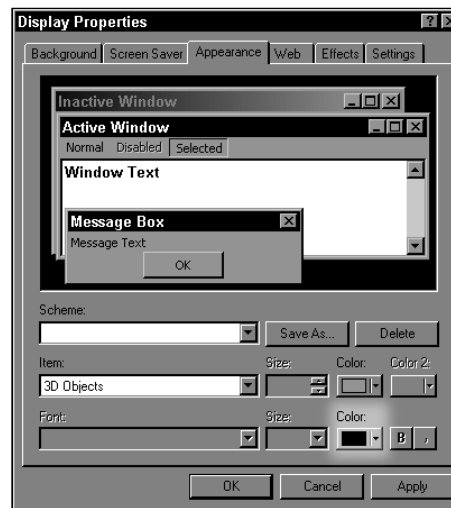 Display Properties
Background Screen Saver Appearance Web Effects Settings
Inactive Window
Active Window
Normal Disabled Selected
Window Text
Message Box
Message Text
OK
Scheme:
Save As... Delete
Item: Size: Color: Color 2:
3D Objects
Font: Size: Color:
B
OK Cancel Apply